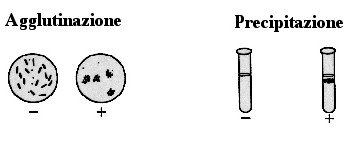 Agglutinazione
Precipitazione
− + − +